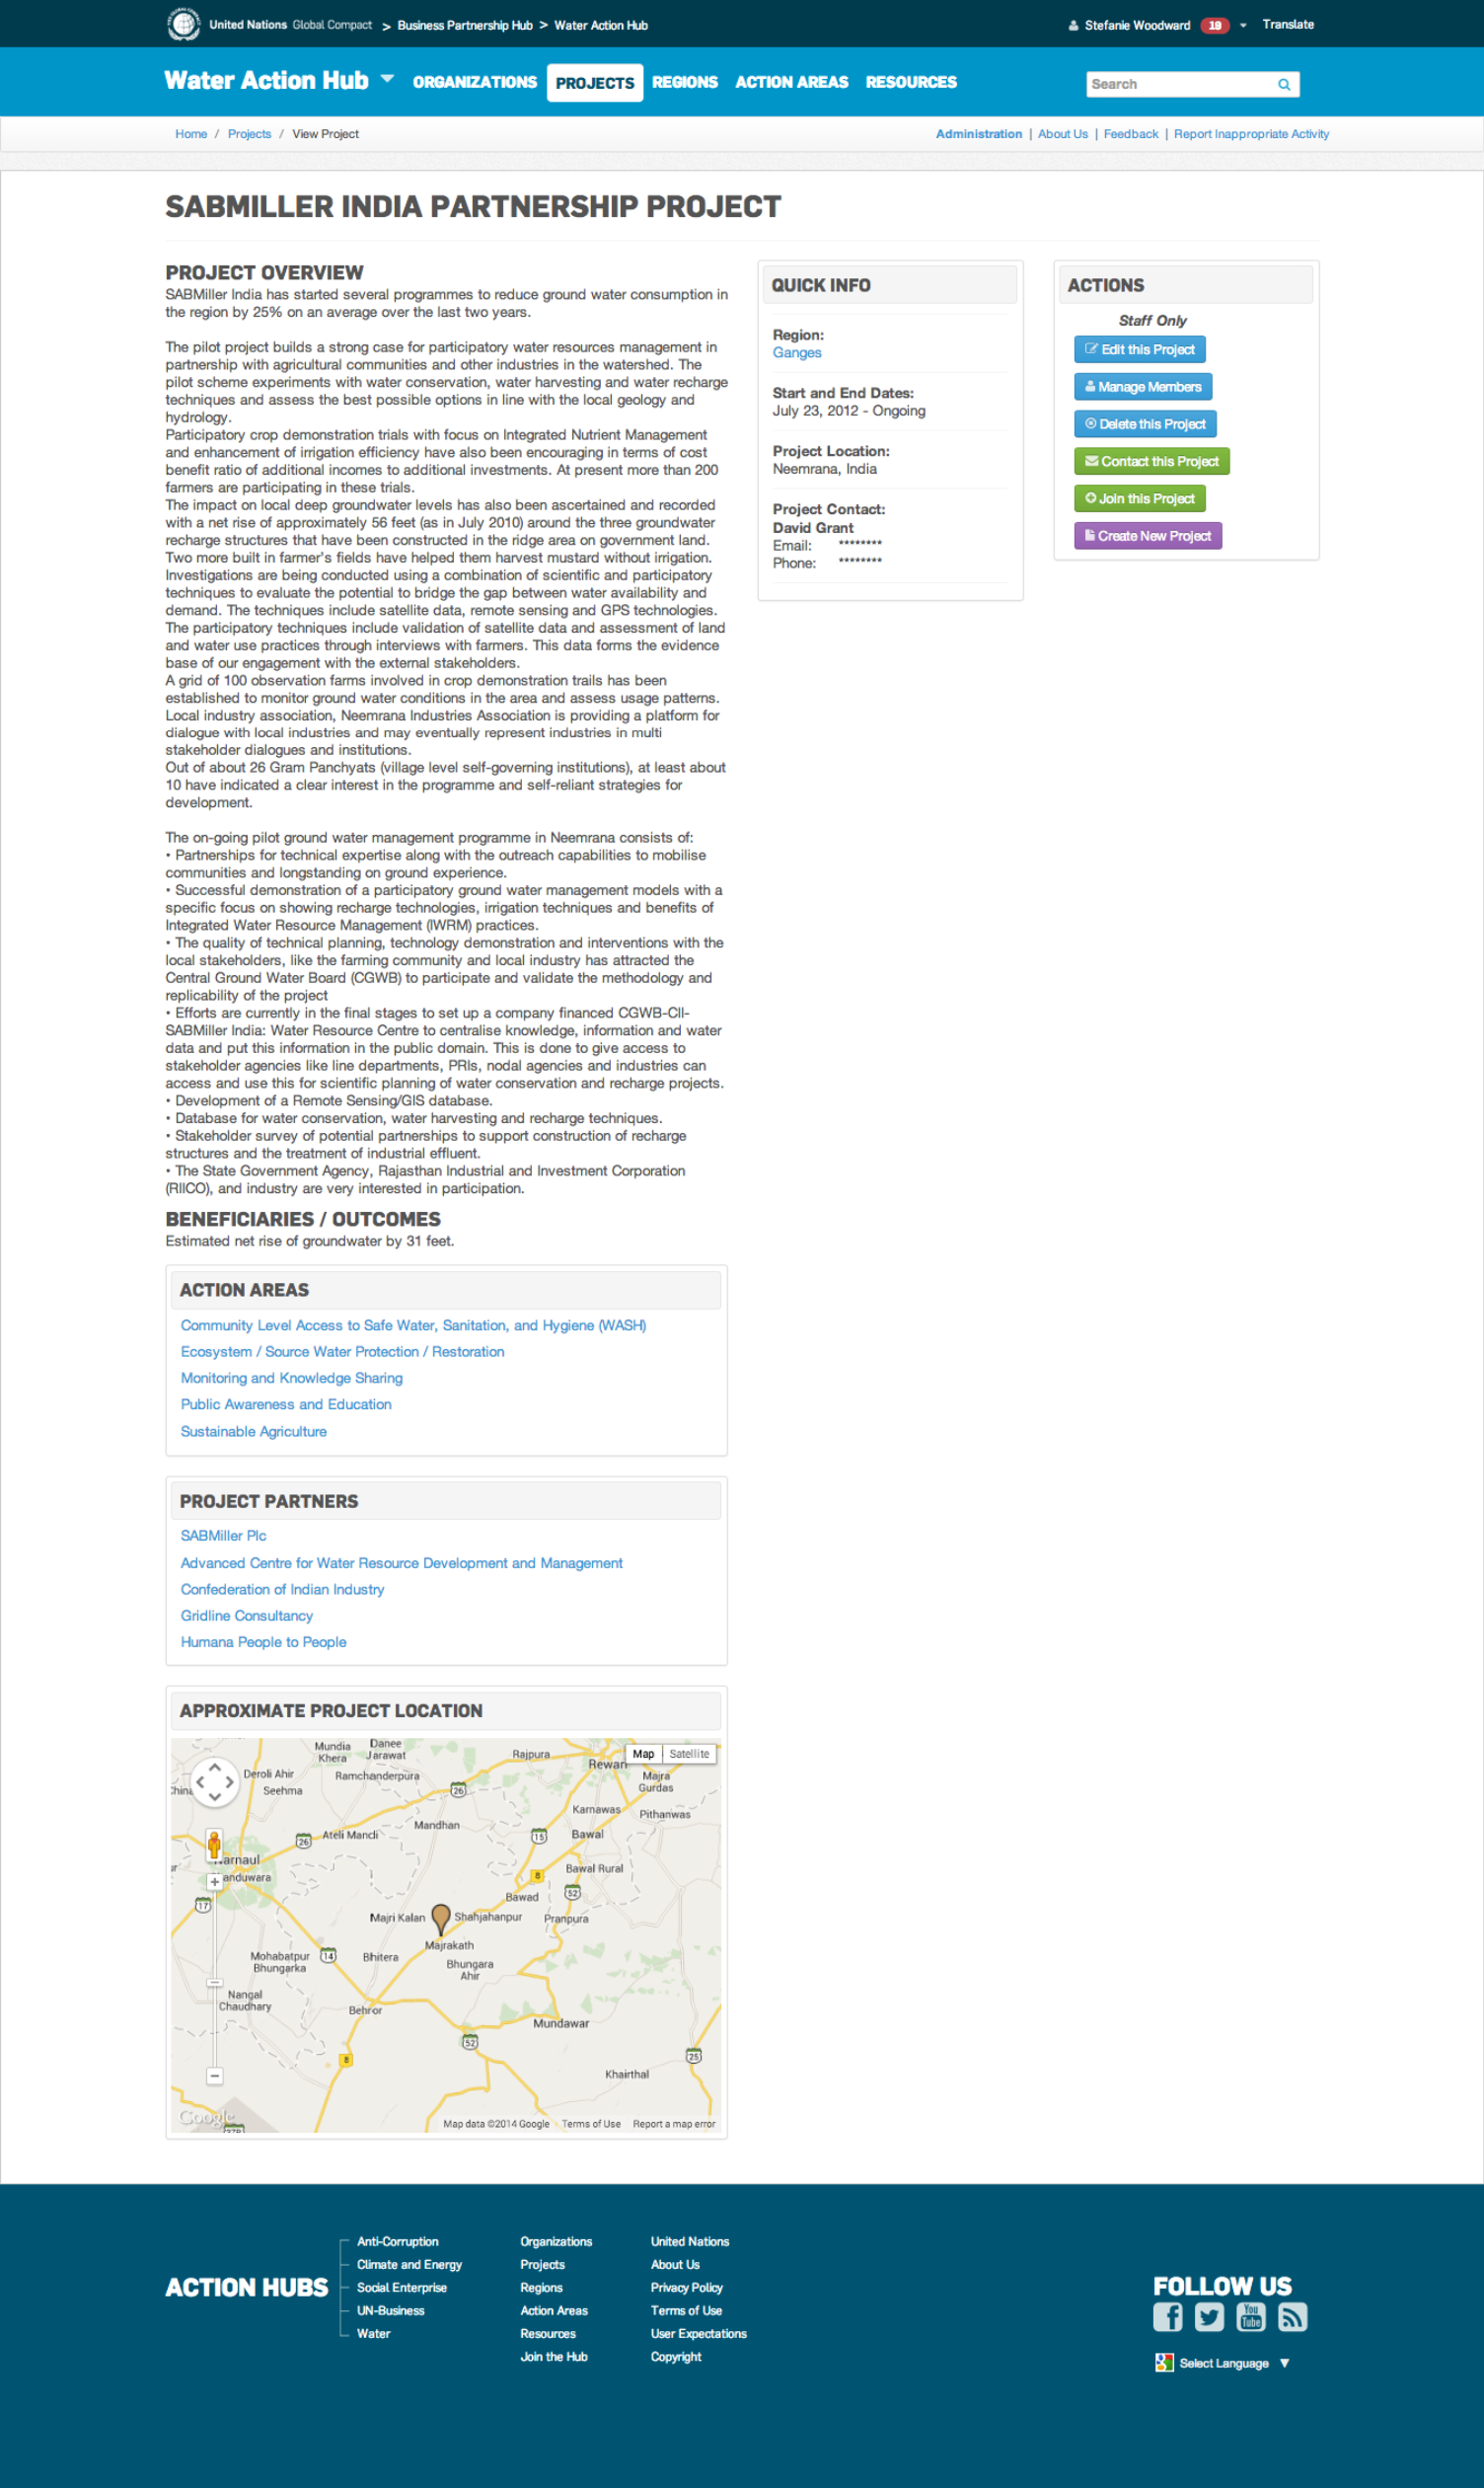 United Nations Global Compact > Business Partnership Hub > Water Action Hub
Stefanie Woodward 19 Translate
Water Action Hub ORGANIZATIONS PROJECTS REGIONS ACTION AREAS RESOURCES
Search
Home / Projects / View Project
Administration | About Us | Feedback | Report Inappropriate Activity
SABMILLER INDIA PARTNERSHIP PROJECT
PROJECT OVERVIEW
SABMiller India has started several programmes to reduce ground water consumption in
the region by 25% on an average over the last two years.
The pilot project builds a strong case for participatory water resources management in
partnership with agricultural communities and other industries in the watershed. The
pilot scheme experiments with water conservation, water harvesting and water recharge
techniques and assess the best possible options in line with the local geology and
hydrology.
Participatory crop demonstration trials with focus on Integrated Nutrient Management
and enhancement of irrigation efficiency have also been encouraging in terms of cost
benefit ratio of additional incomes to additional investments. At present more than 200
farmers are participating in these trials.
The impact on local deep groundwater levels has also been ascertained and recorded
with a net rise of approximately 56 feet (as in July 2010) around the three groundwater
recharge structures that have been constructed in the ridge area on government land.
Two more built in farmer's fields have helped them harvest mustard without irrigation.
Investigations are being conducted using a combination of scientific and participatory
techniques to evaluate the potential to bridge the gap between water availability and
demand. The techniques include satellite data, remote sensing and GPS technologies.
The participatory techniques include validation of satellite data and assessment of land
and water use practices through interviews with farmers. This data forms the evidence
base of our engagement with the external stakeholders.
A grid of 100 observation farms involved in crop demonstration trails has been
established to monitor ground water conditions in the area and assess usage patterns.
Local industry association, Neemrana Industries Association is providing a platform for
dialogue with local industries and may eventually represent industries in multi
stakeholder dialogues and institutions.
Out of about 26 Gram Panchyats (village level self-governing institutions), at least about
10 have indicated a clear interest in the programme and self-reliant strategies for
development.
The on-going pilot ground water management programme in Neemrana consists of:
• Partnerships for technical expertise along with the outreach capabilities to mobilise
communities and longstanding on ground experience.
• Successful demonstration of a participatory ground water management models with a
specific focus on showing recharge technologies, irrigation techniques and benefits of
Integrated Water Resource Management (IWRM) practices.
• The quality of technical planning, technology demonstration and interventions with the
local stakeholders, like the farming community and local industry has attracted the
Central Ground Water Board (CGWB) to participate and validate the methodology and
replicability of the project
• Efforts are currently in the final stages to set up a company financed CGWB-CII-
SABMiller India: Water Resource Centre to centralise knowledge, information and water
data and put this information in the public domain. This is done to give access to
stakeholder agencies like line departments, PRIs, nodal agencies and industries can
access and use this for scientific planning of water conservation and recharge projects.
• Development of a Remote Sensing/GIS database.
• Database for water conservation, water harvesting and recharge techniques.
• Stakeholder survey of potential partnerships to support construction of recharge
structures and the treatment of industrial effluent.
• The State Government Agency, Rajasthan Industrial and Investment Corporation
(RIICO), and industry are very interested in participation.
BENEFICIARIES / OUTCOMES
Estimated net rise of groundwater by 31 feet.
ACTION AREAS
Community Level Access to Safe Water, Sanitation, and Hygiene (WASH)
Ecosystem / Source Water Protection / Restoration
Monitoring and Knowledge Sharing
Public Awareness and Education
Sustainable Agriculture
PROJECT PARTNERS
SABMiller Plc
Advanced Centre for Water Resource Development and Management
Confederation of Indian Industry
Gridline Consultancy
Humana People to People
APPROXIMATE PROJECT LOCATION
Mundia Khera
Danee Jarawat
Rajpura
Rewari
Map Satellite
Deroli Ahir
Ramchanderpura
Majra Gurdas
Seehma
26
Karnawas
Pithanwas
Mandhan
26
Ateli Mandi
15
Bawal
Narnaul
8
Bawal Rural
Nanduwara
52
17
Bawad
Majri Kalan
Shahjahanpur
Pranpura
Majrakath
Mohabatpur Bhungarka
14
Bhitera
Bhungara Ahir
Nangal Chaudhary
Behror
Mundawar
52
8
25
Khairthal
Google
Map data ©2014 Google Terms of Use Report a map error
QUICK INFO
Region:
Ganges
Start and End Dates:
July 23, 2012 - Ongoing
Project Location:
Neemrana, India
Project Contact:
David Grant
Email: ********
Phone: ********
ACTIONS
Staff Only
Edit this Project
Manage Members
Delete this Project
Contact this Project
Join this Project
Create New Project
ACTION HUBS
Anti-Corruption
Climate and Energy
Social Enterprise
UN-Business
Water
Organizations
Projects
Regions
Action Areas
Resources
Join the Hub
United Nations
About Us
Privacy Policy
Terms of Use
User Expectations
Copyright
FOLLOW US
You Tube
Select Language ▼